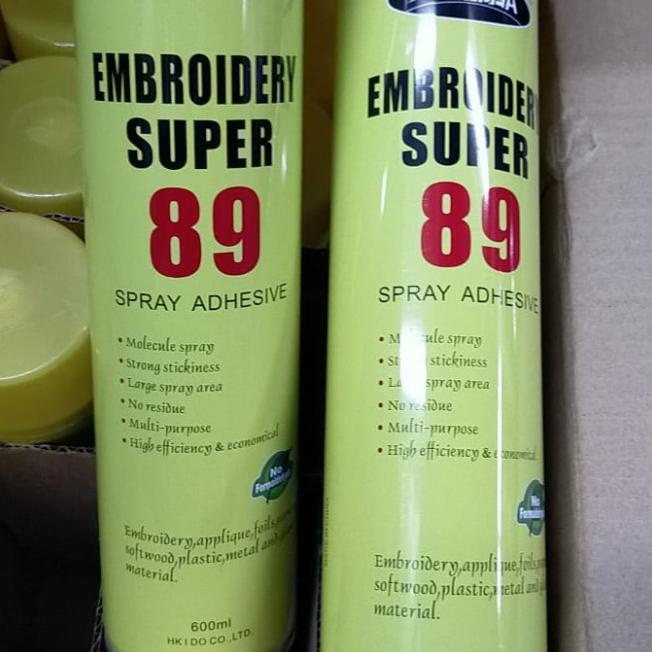 EMBROIDERY
SUPER
89
SPRAY ADHESIVE
• Molecule spray
• Strong stickiness
• Large spray area
• No residue
• Multi-purpose
• High efficiency & economical
No
Embroidery,applique,foils,
softwood,plastic,metal and
material.
600ml
HK I DO CO.,LTD.
EMBROIDER
SUPER
89
SPRAY ADHESIVE
• Molecule spray
• Strong stickiness
• Large spray area
• No residue
• Multi-purpose
• High efficiency & economical
No
Embroidery,applique,foils,
softwood,plastic,metal and
material.